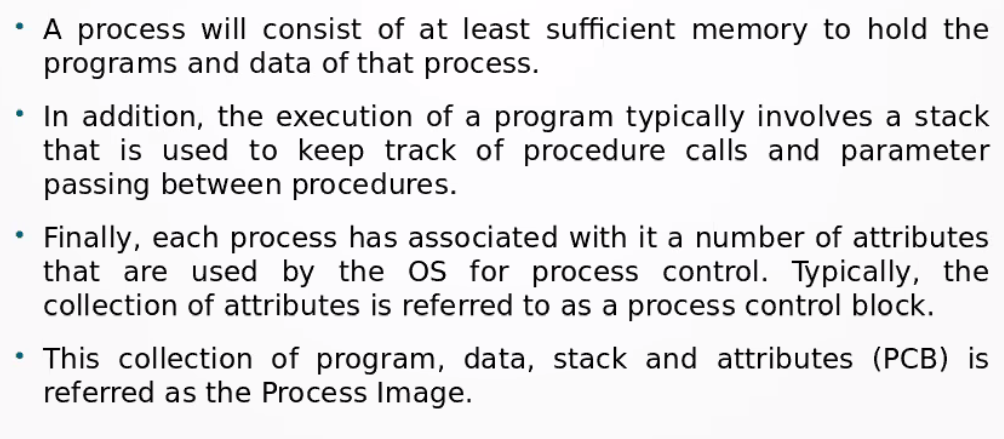 • A process will consist of at least sufficient memory to hold the
programs and data of that process.
• In addition, the execution of a program typically involves a stack
that is used to keep track of procedure calls and parameter
passing between procedures.
• Finally, each process has associated with it a number of attributes
that are used by the OS for process control. Typically, the
collection of attributes is referred to as a process control block.
• This collection of program, data, stack and attributes (PCB) is
referred as the Process Image.